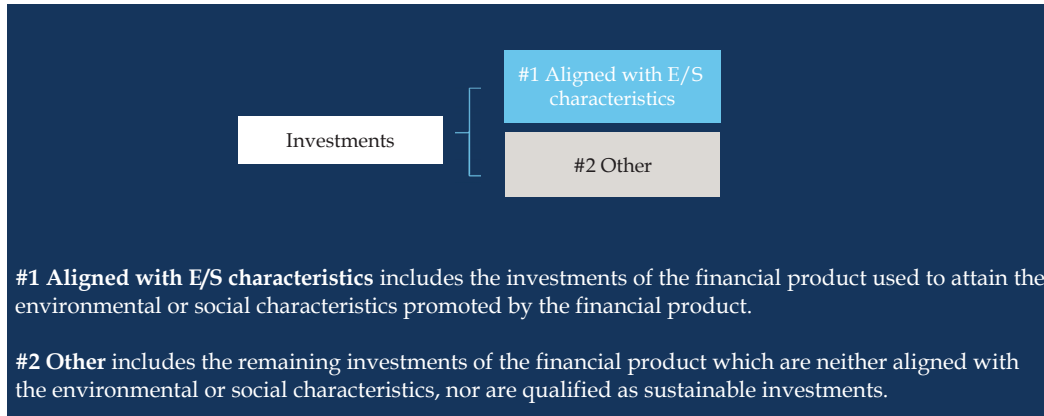 #1 Aligned with E/S
characteristics
Investments
#2 Other
#1 Aligned with E/S characteristics includes the investments of the financial product used to attain the
environmental or social characteristics promoted by the financial product.
#2 Other includes the remaining investments of the financial product which are neither aligned with
the environmental or social characteristics, nor are qualified as sustainable investments.